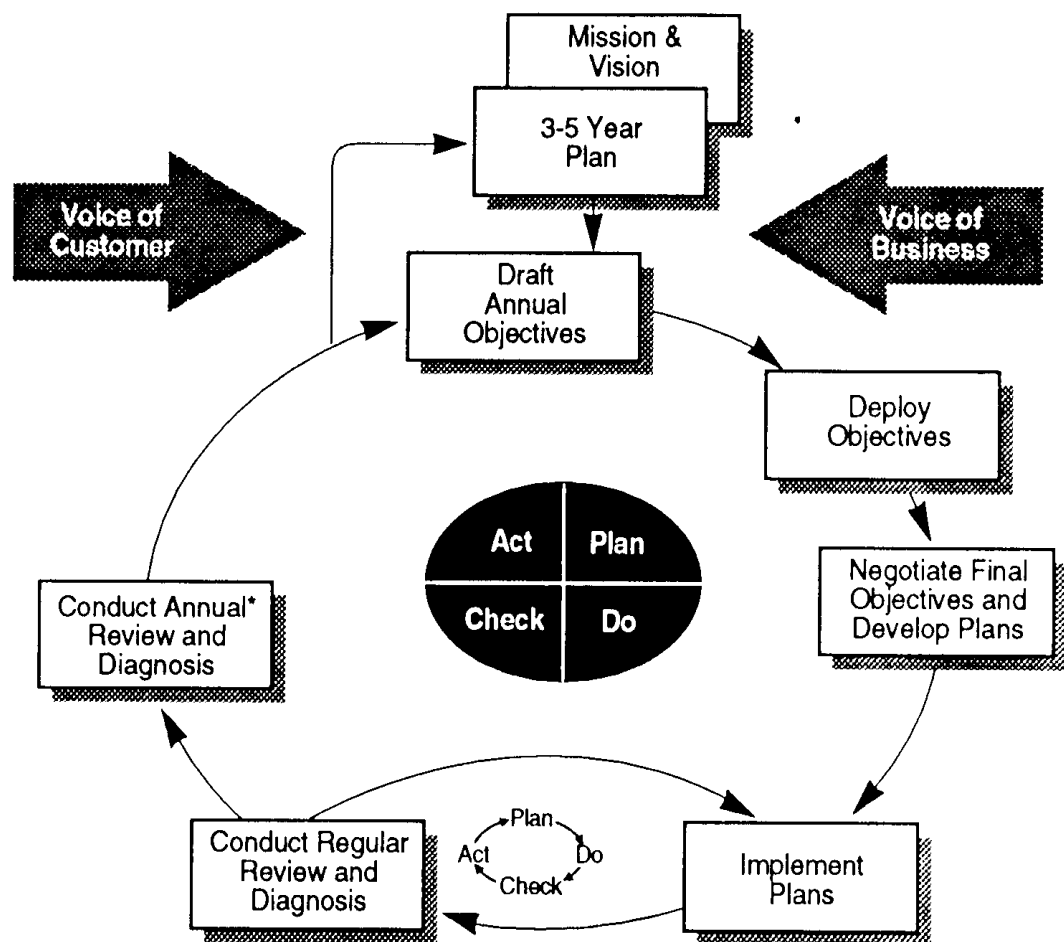 Mission &
Vision
3-5 Year
Plan
Voice of
Customer
Voice of
Business
Draft
Annual
Objectives
Deploy
Objectives
Act
Plan
Check
Do
Negotiate Final
Objectives and
Develop Plans
Conduct Annual*
Review and
Diagnosis
Conduct Regular
Review and
Diagnosis
Plan
Act
Do
Check
Implement
Plans